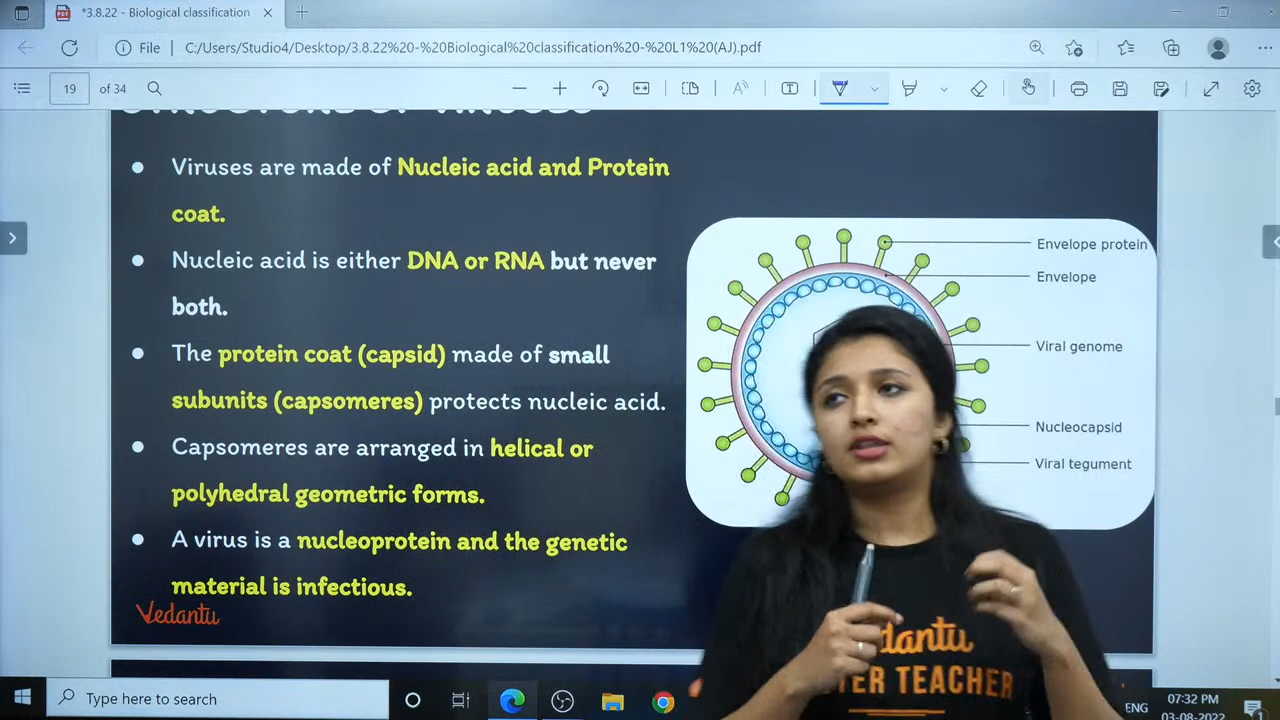 *3.8.22 - Biological classification
File C:/Users/Studio4/Desktop/3.8.22%20-%20Biological%20classification%20-%20L1%20(AJ).pdf
19 of 34
Viruses are made of Nucleic acid and Protein
coat.
Nucleic acid is either DNA or RNA but never
both.
The protein coat (capsid) made of small
subunits (capsomeres) protects nucleic acid.
Capsomeres are arranged in helical or
polyhedral geometric forms.
A virus is a nucleoprotein and the genetic
material is infectious.
Vedantu
Envelope protein
Envelope
Viral genome
Nucleocapsid
Viral tegument
TEACHER
Type here to search
ENG
07:32 PM
03-08-2022